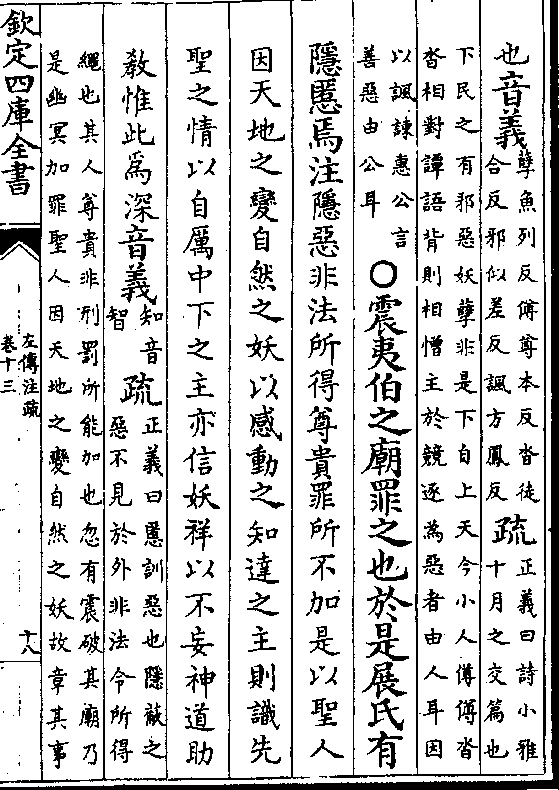 也音義孽魚列反僔尊本反沓徒
合反邪似差反諷方鳳反疏正義曰詩小雅
十月之交篇也
下民之有邪惡妖孽非是下自上天今小人僔僔沓
沓相對譚語背則相憎主於競逐為惡者由人耳因
以諷諫惠公言
善惡由公耳○震夷伯之廟罪之也於是展氏有
隱慝焉注隱惡非法所得尊貴罪所不加是以聖人
因天地之變自然之妖以感動之知達之主則識先
聖之情以自厲中下之主亦信妖祥以不妄神道助
教惟此為深音義知音
智疏正義曰慝訓惡也隱蔽之
惡不見於外非法令所得
繩也其人尊貴非刑罰所能加也忽有震破其廟乃
是幽冥加罪聖人因天地之變自然之妖故章其事
欽定四庫全書
左傳注疏
卷十三
十八